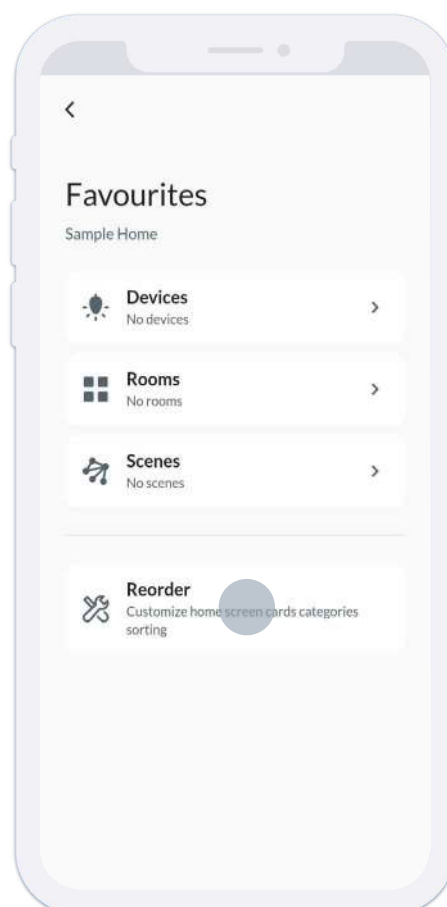 Favourites
Sample Home
Devices
No devices
Rooms
No rooms
Scenes
No scenes
Reorder
Customize home screen cards categories
sorting